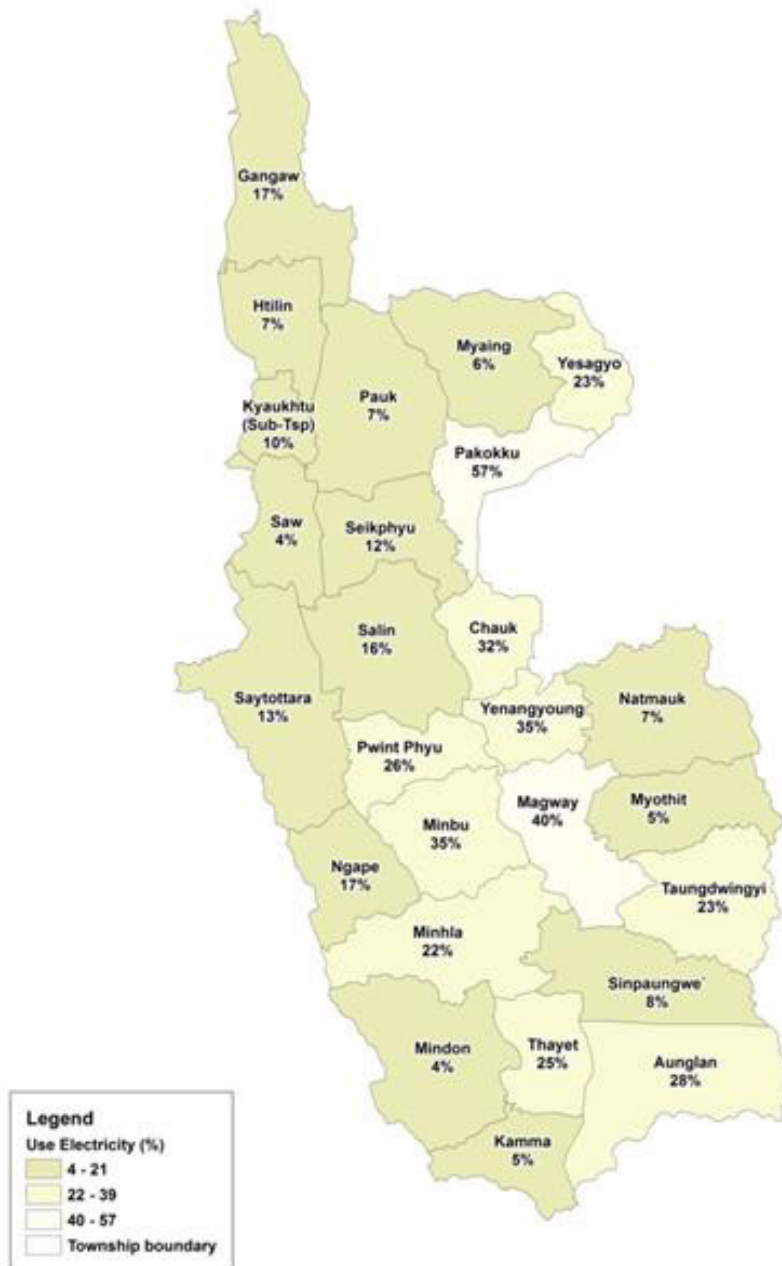 Gangaw
17%
Htilin
7%
Myaing
6%
Yesagyo
23%
Kyaukhtu
(Sub-Tsp)
10%
Pauk
7%
Pakokku
57%
Saw
4%
Seikphyu
12%
Salin
16%
Chauk
32%
Saytottara
13%
Yenangyoung
35%
Natmauk
7%
Pwint Phyu
26%
Magway
40%
Myothit
5%
Minbu
35%
Ngape
17%
Taungdwingyi
23%
Minhla
22%
Sinpaungwe`
8%
Mindon
4%
Thayet
25%
Aunglan
28%
Kamma
5%
Legend
Use Electricity (%)
4 - 21
22 - 39
40 - 57
Township boundary